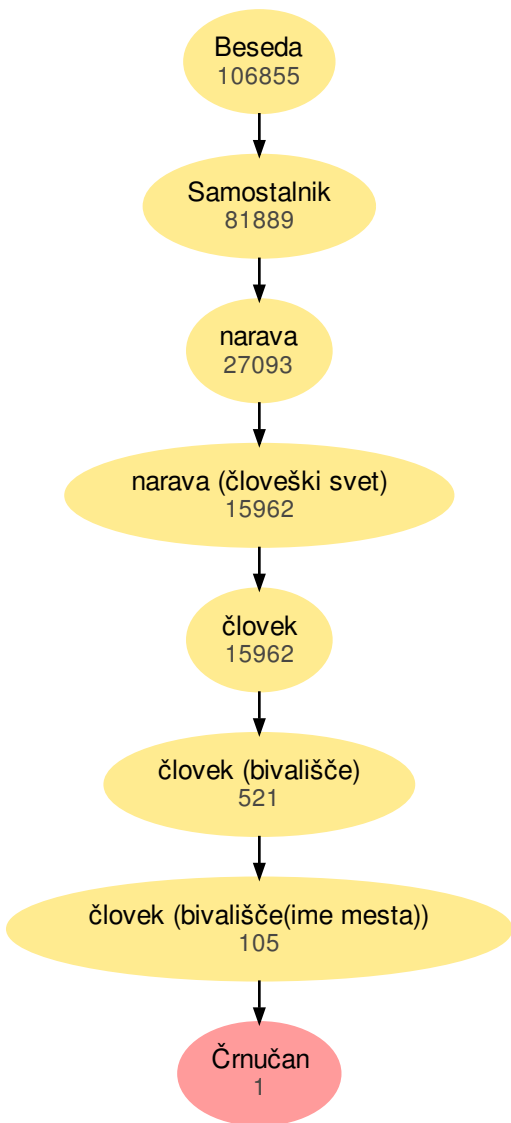 Beseda
106855
Samostalnik
81889
narava
27093
narava (človeški svet)
15962
človek
15962
človek (bivališče)
521
človek (bivališče(ime mesta))
105
Črnučan
1